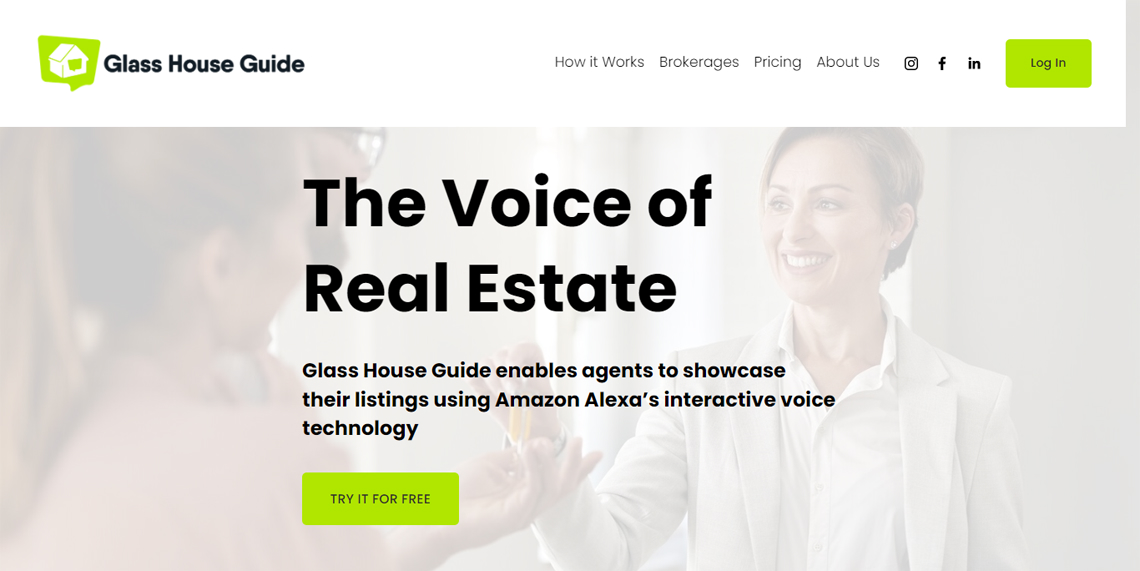 Glass House Guide
How it Works Brokerages Pricing About Us
Log In
The Voice of
Real Estate
Glass House Guide enables agents to showcase
their listings using Amazon Alexa’s interactive voice
technology
TRY IT FOR FREE